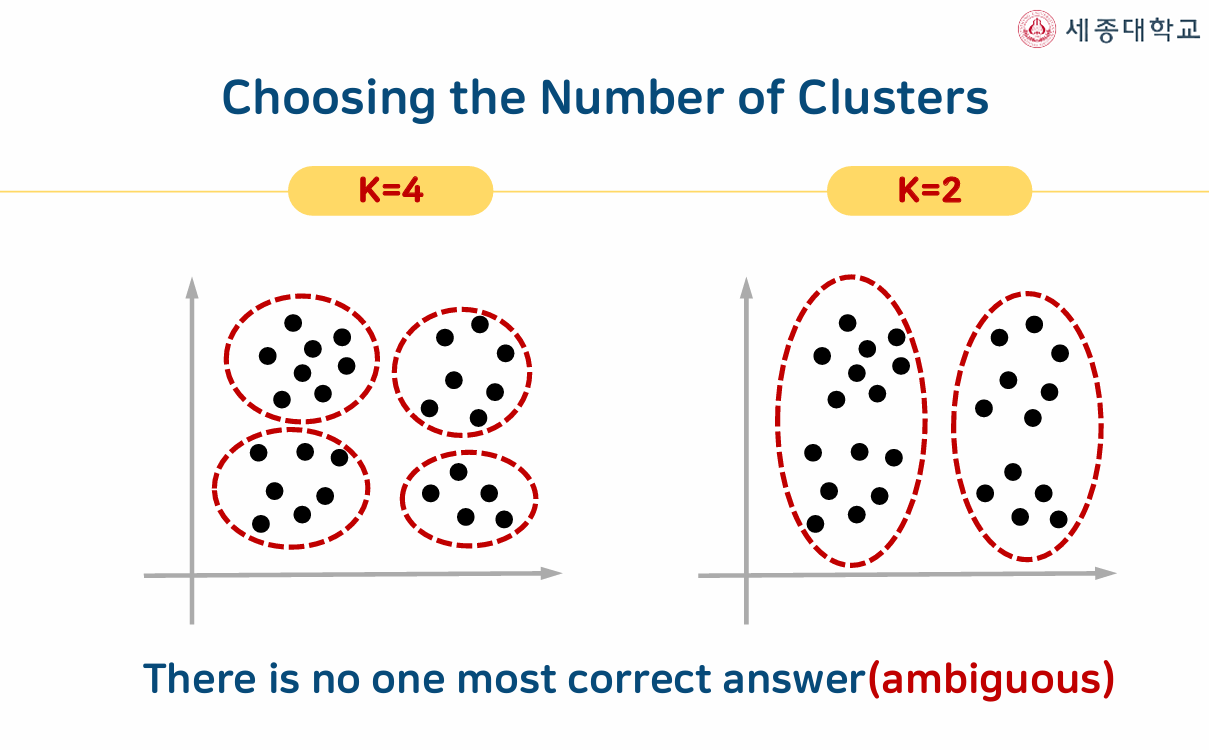 세종대학교
Choosing the Number of Clusters
K=4
K=2
There is no one most correct answer(ambiguous)